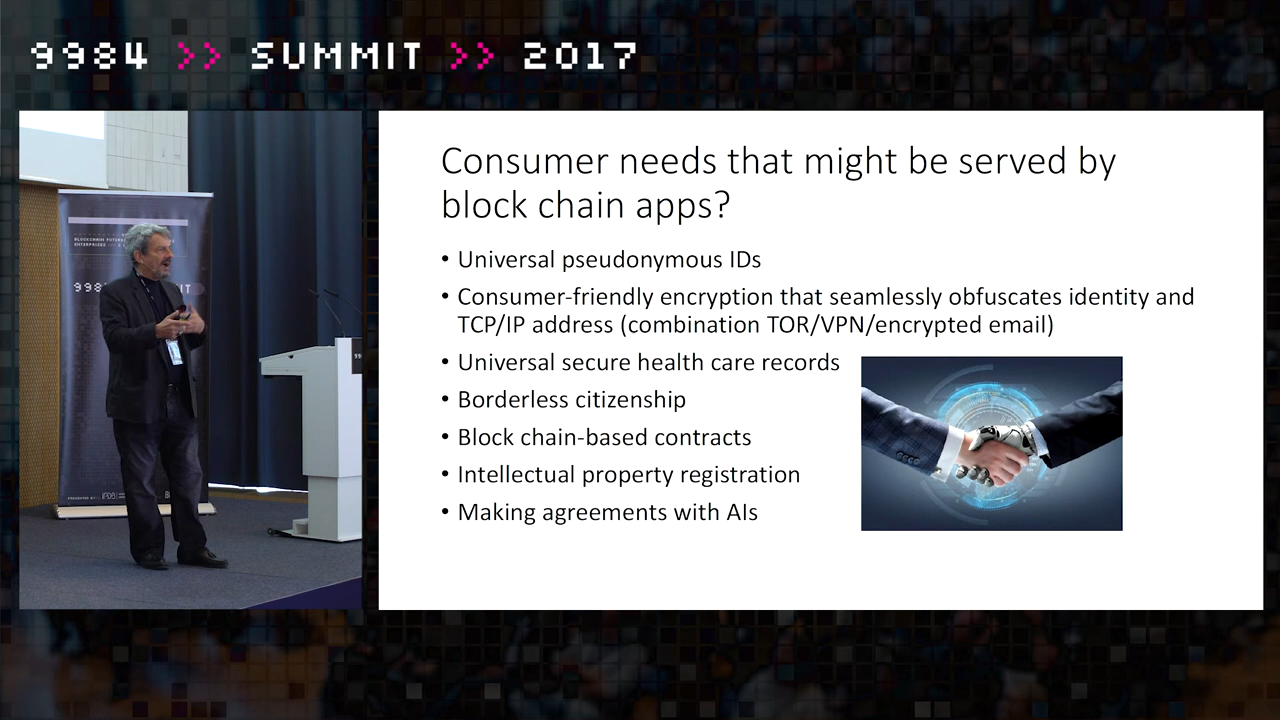 9984 >> SUMMIT >> 2017
Consumer needs that might be served by
block chain apps?
• Universal pseudonymous IDs
• Consumer-friendly encryption that seamlessly obfuscates identity and
TCP/IP address (combination TOR/VPN/encrypted email)
• Universal secure health care records
• Borderless citizenship
• Block chain-based contracts
• Intellectual property registration
• Making agreements with AIs